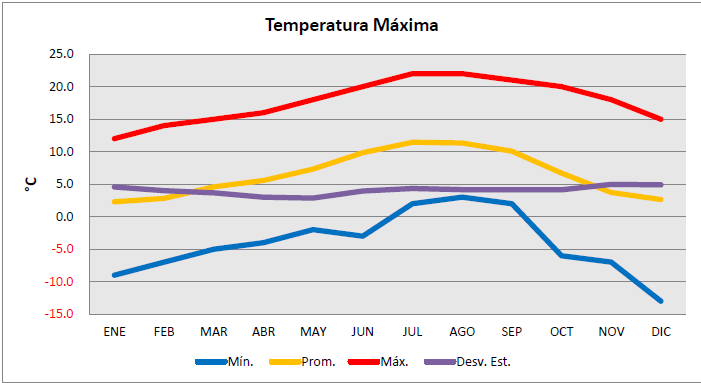 Temperatura Máxima
25.0
20.0
15.0
10.0
5.0
0.0
-5.0
-10.0
-15.0
°C
ENE FEB MAR ABR MAY JUN JUL AGO SEP OCT NOV DIC
Mín. Prom. Máx. Desv. Est.